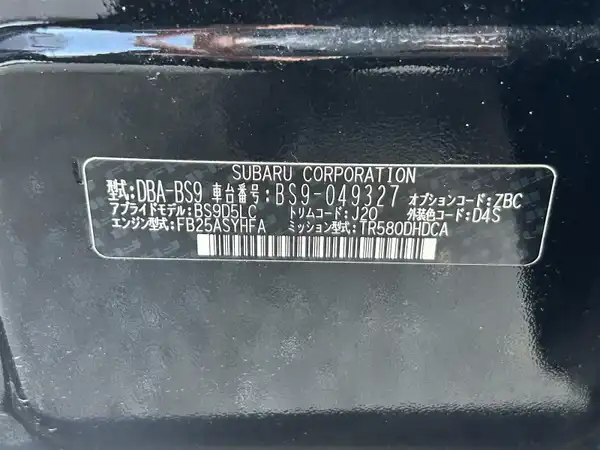 SUBARU CORPORATION
型式:DBA-BS9 車台番号:BS9-049327 オプションコード:ZBC
アプライドモデル:BS9D5LC トリムコード:J20 外装色コード:D4S
エンジン型式:FB25ASYHFA ミッション型式:TR580DHDCA